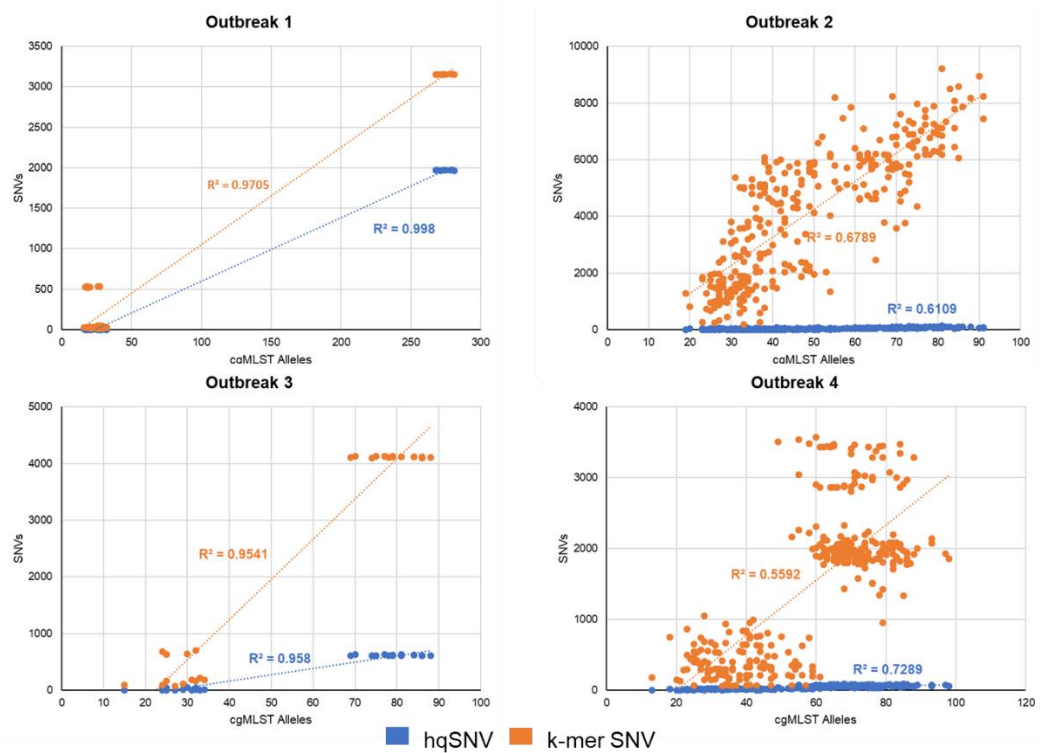 Outbreak 1
3500
3000
2500
2000
1500
1000
500
0
SNVs
R² = 0.9705
R² = 0.998
0 50 100 150 200 250 300
cgMLST Alleles
Outbreak 2
10000
8000
6000
4000
2000
0
SNVs
R² = 0.6789
R² = 0.6109
0 10 20 30 40 50 60 70 80 90 100
cgMLST Alleles
Outbreak 3
5000
4000
3000
2000
1000
0
SNVs
R² = 0.9541
R² = 0.958
0 10 20 30 40 50 60 70 80 90 100
cgMLST Alleles
Outbreak 4
4000
3000
2000
1000
0
SNVs
R² = 0.5592
R² = 0.7289
0 20 40 60 80 100 120
cgMLST Alleles
hqSNV k-mer SNV